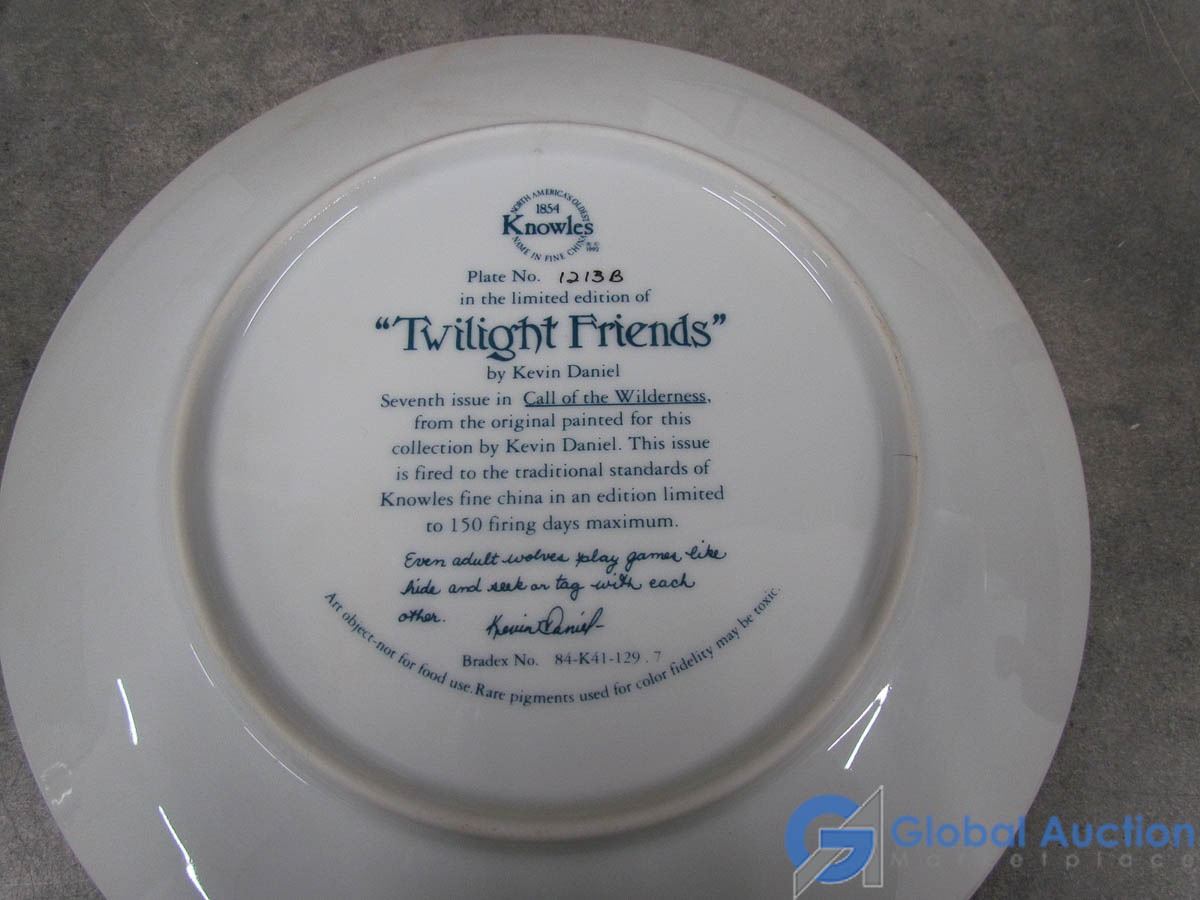 NORTH AMERICA'S OLDEST
1854
Knowles
NAME IN FINE CHINA
Plate No. 1213B
in the limited edition of
“Twilight Friends”
by Kevin Daniel
Seventh issue in Call of the Wilderness,
from the original painted for this
collection by Kevin Daniel. This issue
is fired to the traditional standards of
Knowles fine china in an edition limited
to 150 firing days maximum.
Even adult wolves play games like
hide and seek or tag with each
other. Kevin Daniel
Bradex No. 84-K41-129.7
Art object-not for food use. Rare pigments used for color fidelity may be toxic.
Global Auction
Marketplace